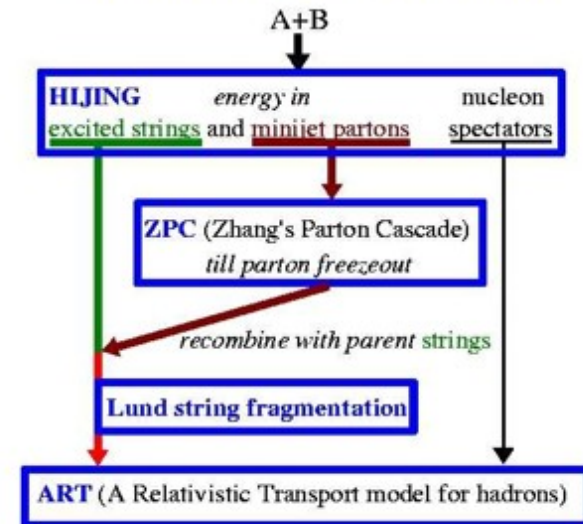 A+B
HIJING energy in nucleon
excited strings and minijet partons spectators
ZPC (Zhang's Parton Cascade)
till parton freezeout
recombine with parent strings
Lund string fragmentation
ART (A Relativistic Transport model for hadrons)